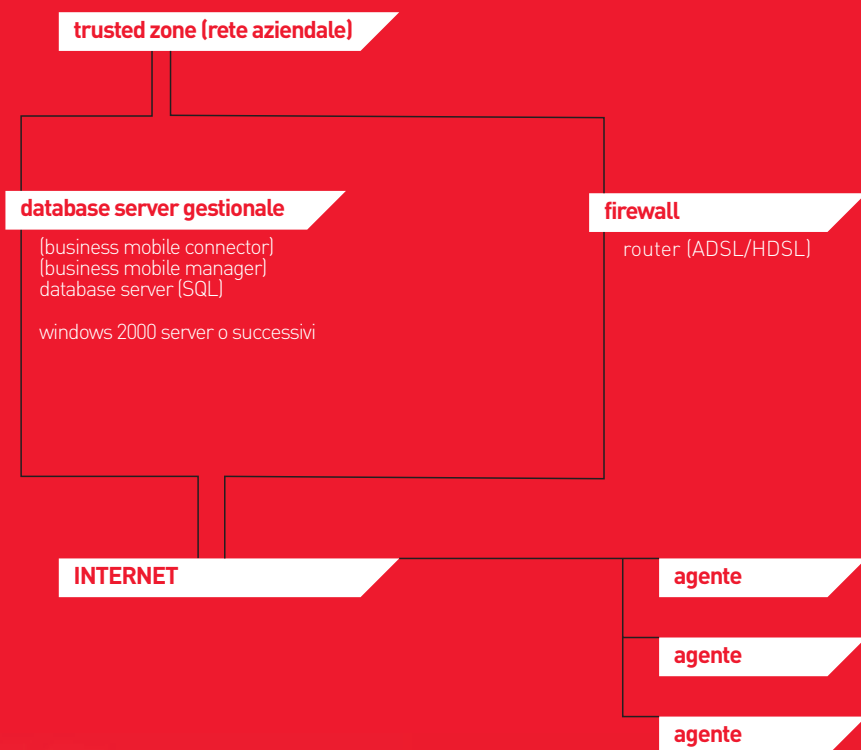 trusted zone (rete aziendale)
database server gestionale
(business mobile connector)
(business mobile manager)
database server (SQL)
windows 2000 server o successivi
firewall
router (ADSL/HDSL)
INTERNET
agente
agente
agente